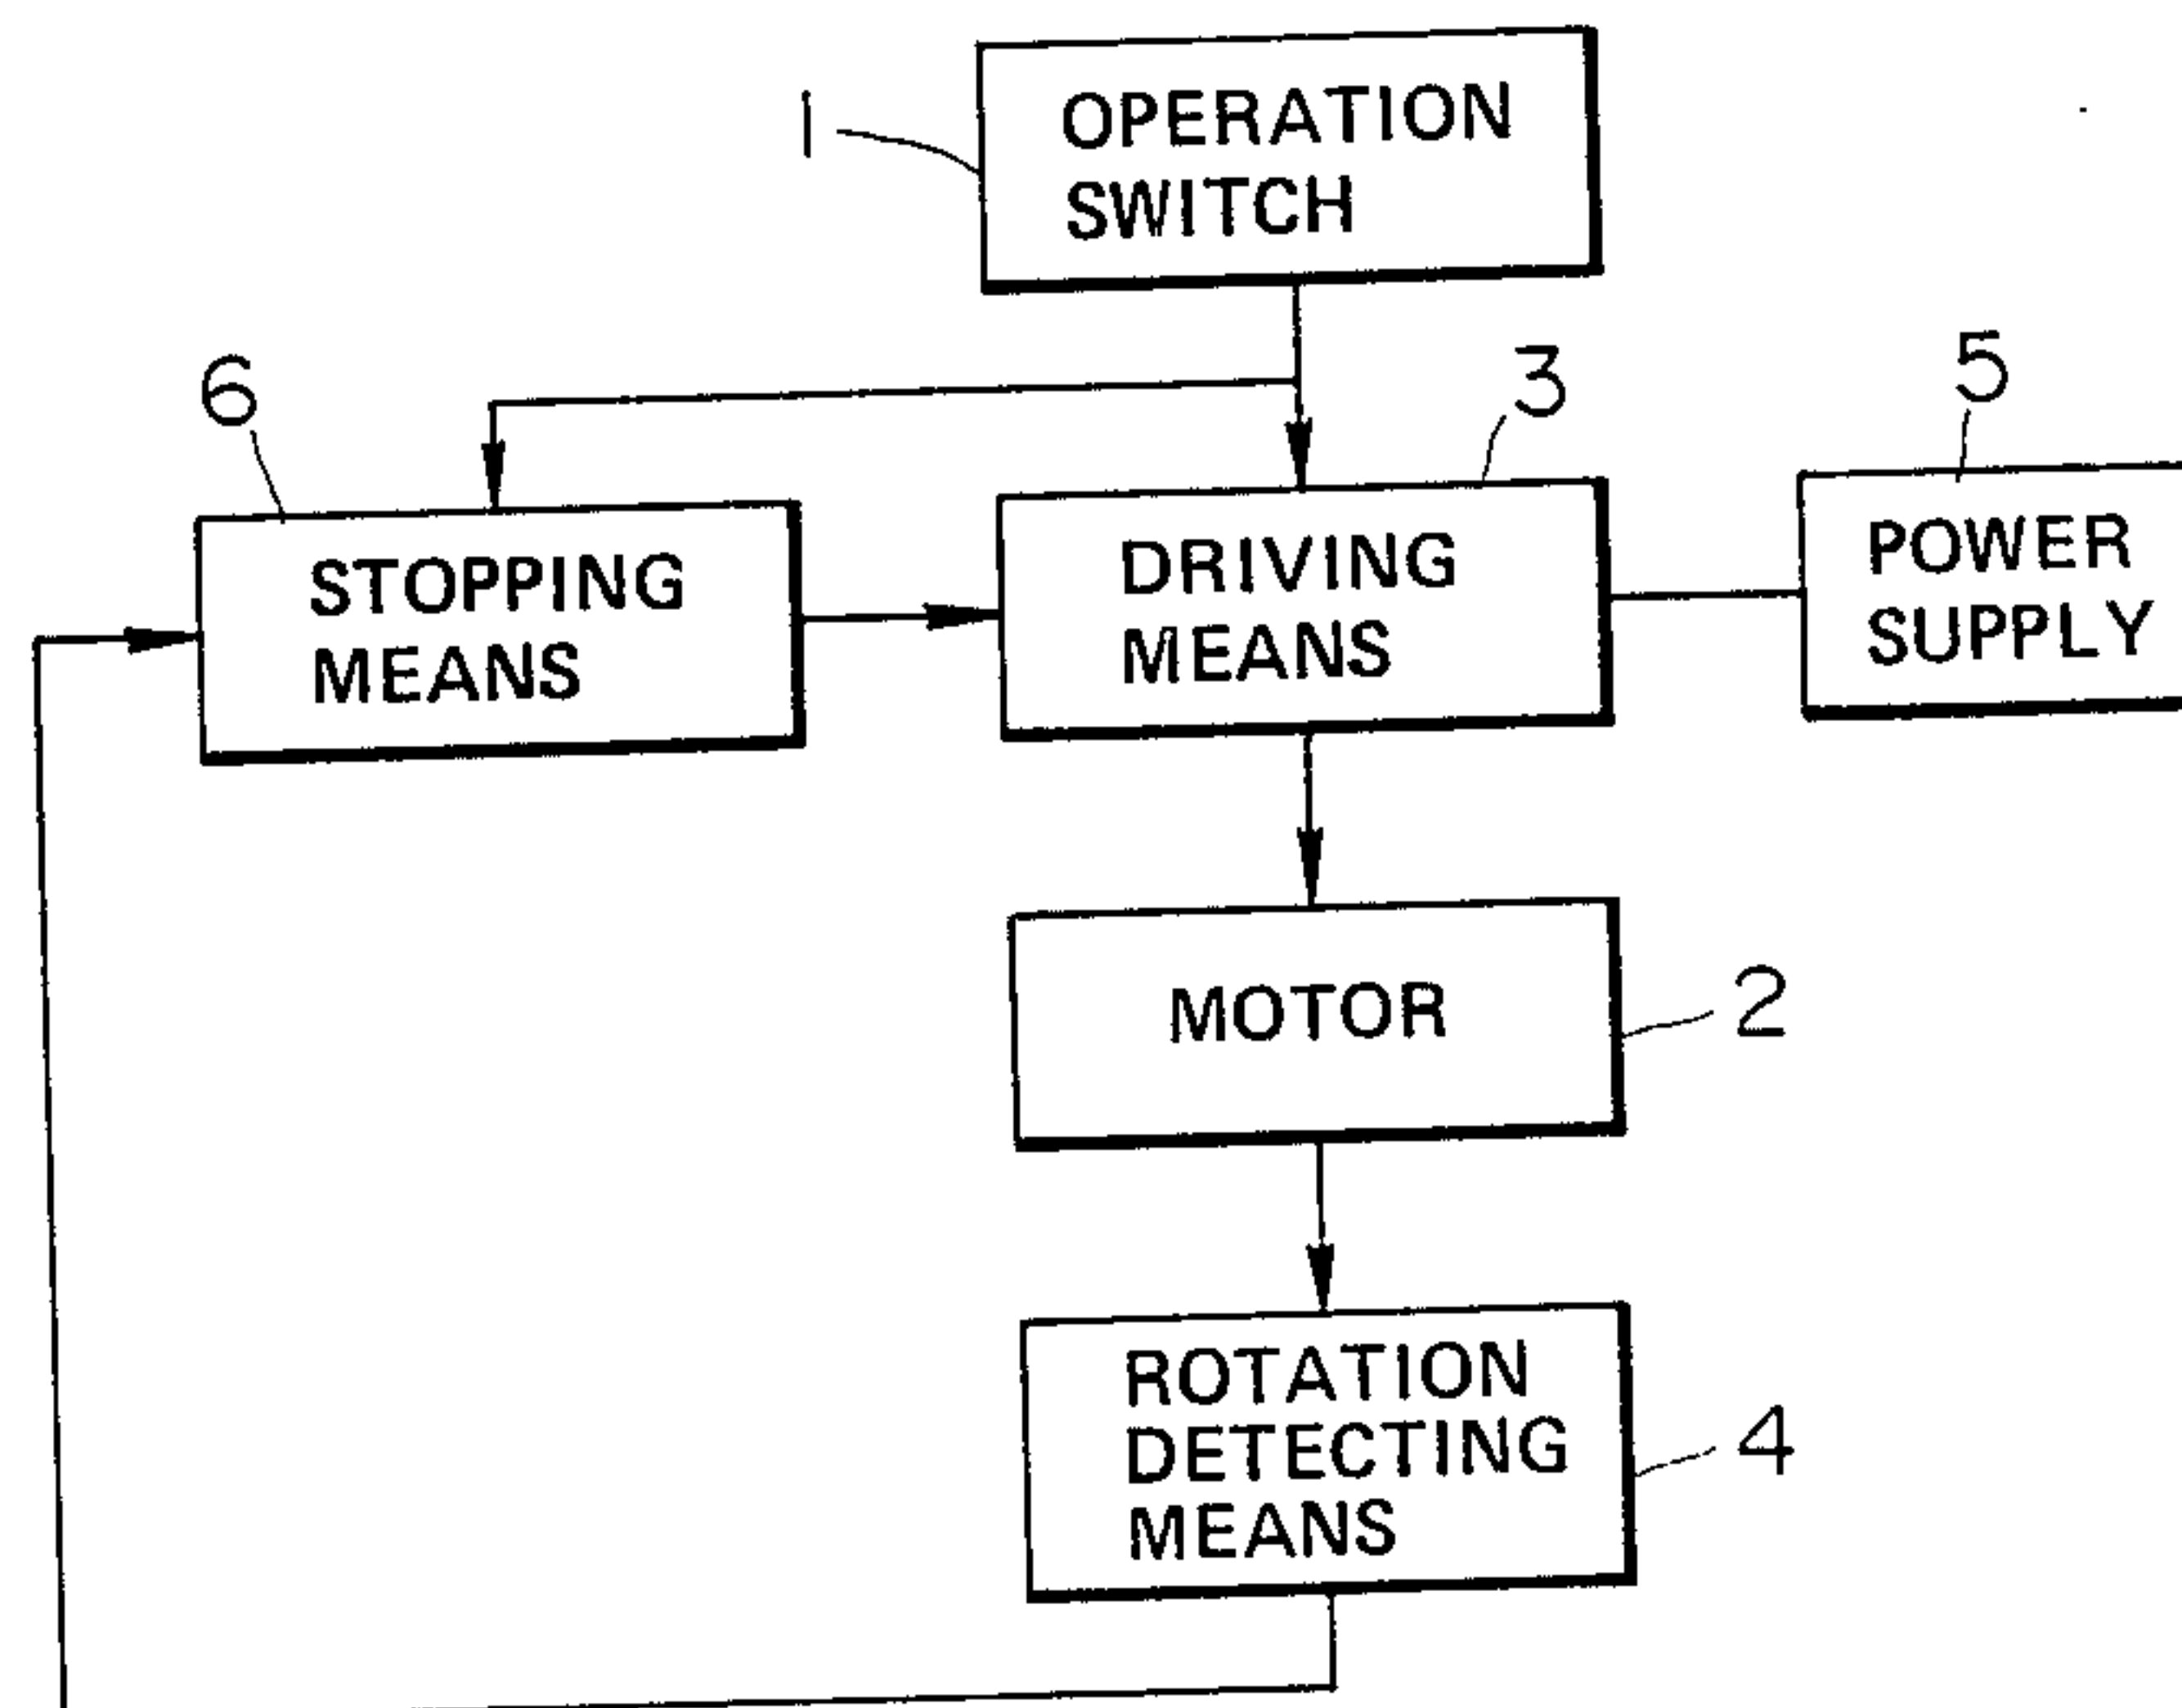 1
OPERATION
SWITCH
6
3
5
STOPPING
MEANS
DRIVING
MEANS
POWER
SUPPLY
MOTOR
2
ROTATION
DETECTING
MEANS
4